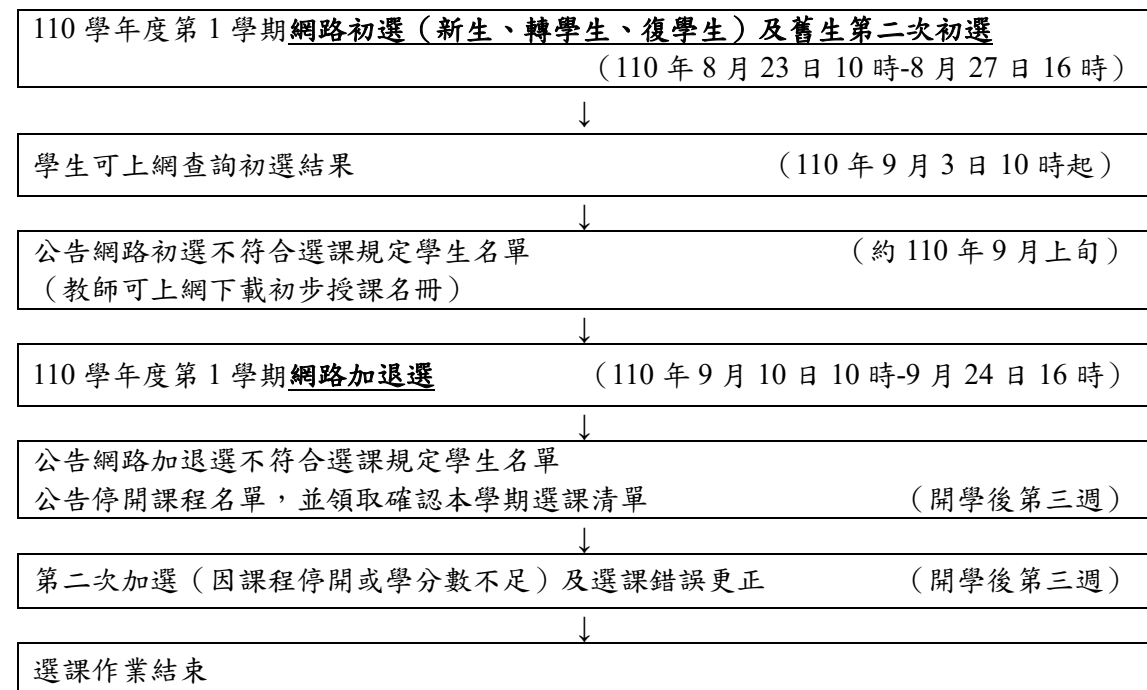 110 學年度第 1 學期網路初選（新生、轉學生、復學生）及舊生第二次初選
（110 年 8 月 23 日 10 時-8 月 27 日 16 時）
↓
學生可上網查詢初選結果 （110 年 9 月 3 日 10 時起）
↓
公告網路初選不符合選課規定學生名單 （約 110 年 9 月上旬）
（教師可上網下載初步授課名冊）
↓
110 學年度第 1 學期網路加退選 （110 年 9 月 10 日 10 時-9 月 24 日 16 時）
↓
公告網路加退選不符合選課規定學生名單
公告停開課程名單，並領取確認本學期選課清單 （開學後第三週）
↓
第二次加選（因課程停開或學分數不足）及選課錯誤更正 （開學後第三週）
↓
選課作業結束